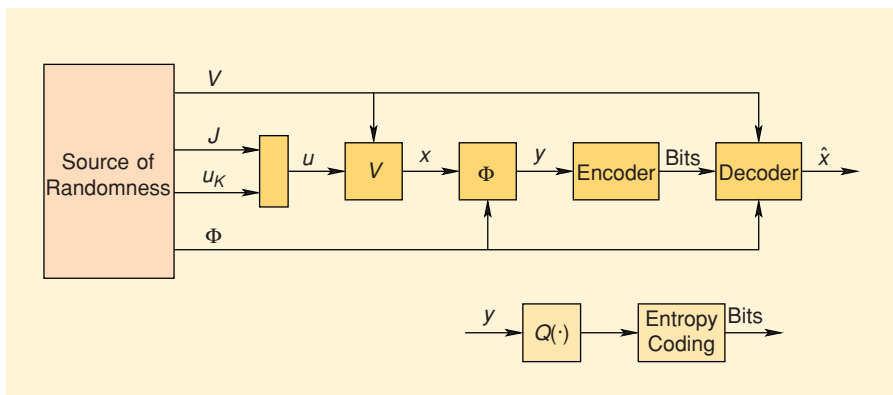 V
J
u_K
Φ
Source of
Randomness
u
V
x
Φ
y
Encoder
Bits
Decoder
x̂
y
Q(·)
Entropy
Coding
Bits